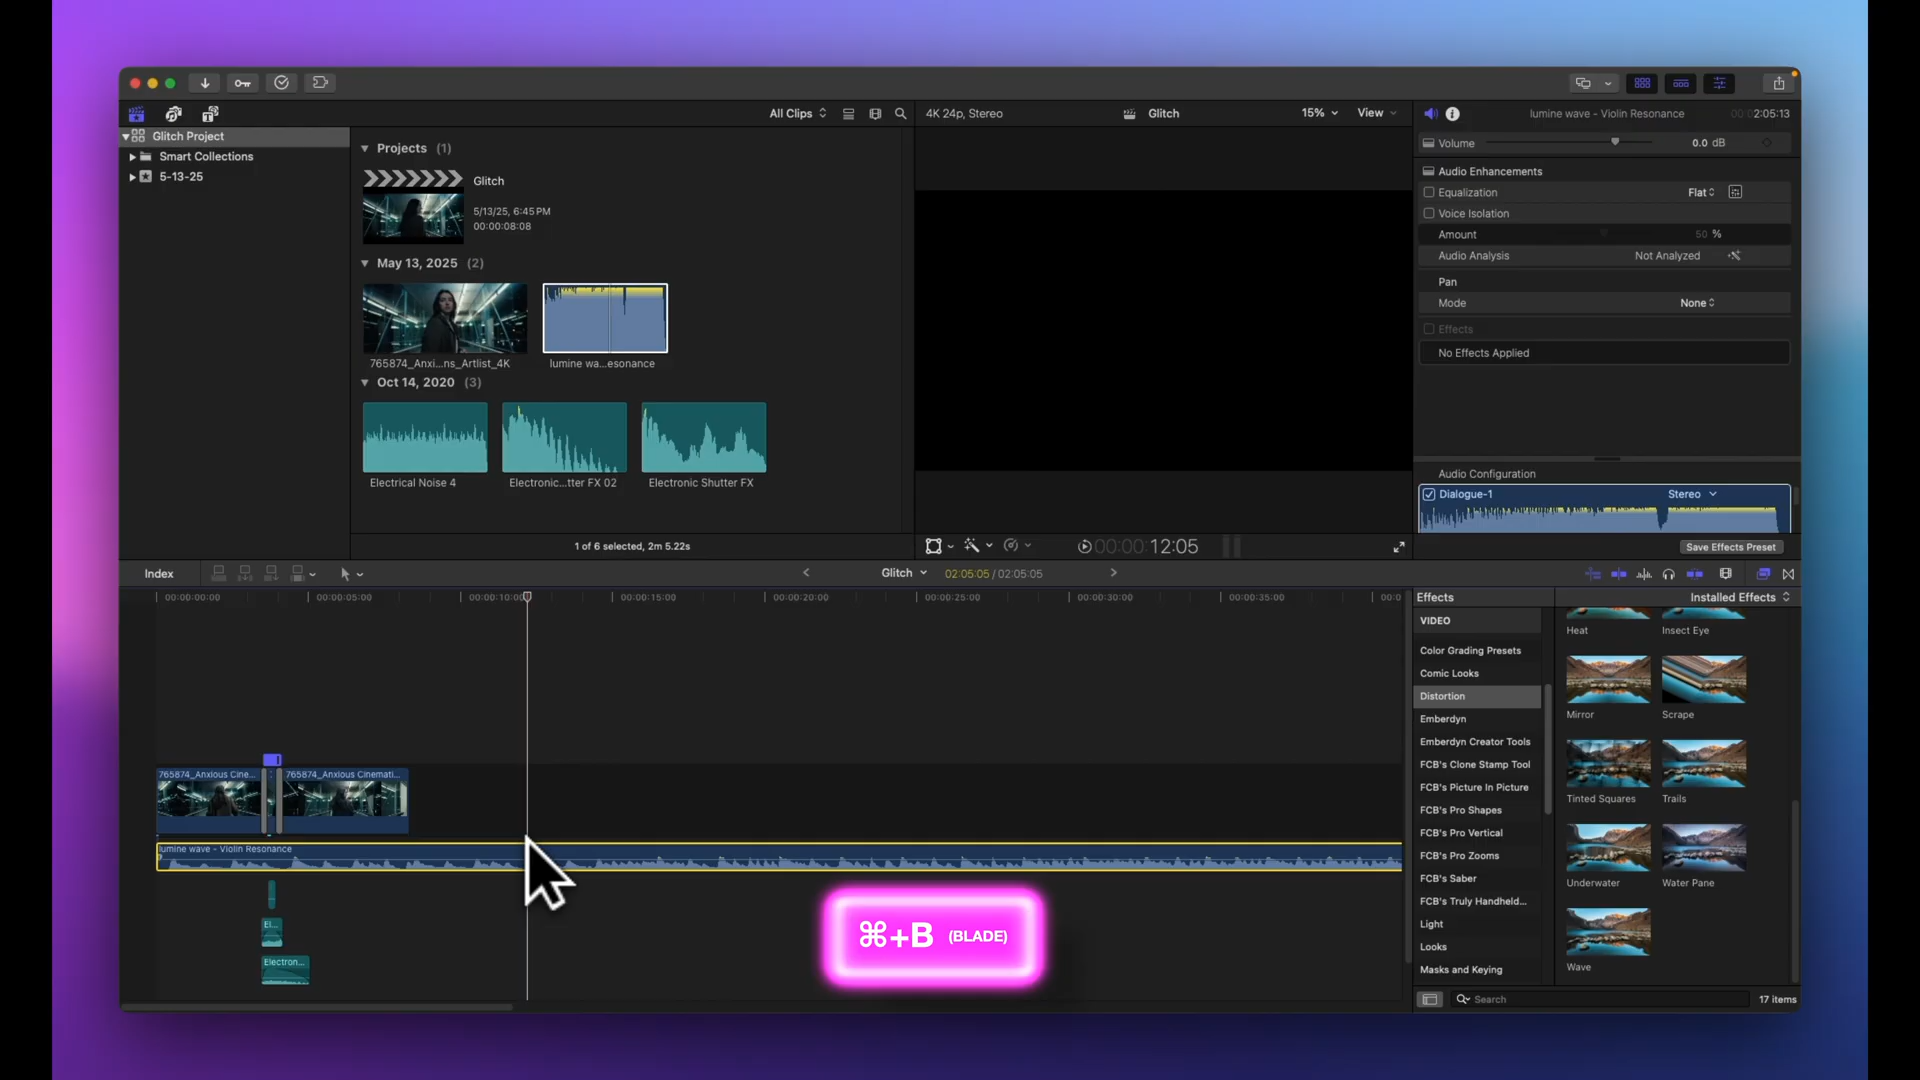 All Clips
4K 24p, Stereo
Glitch
15%
View
lumine wave - Violin Resonance
00:02:05:13
Glitch Project
Smart Collections
5-13-25
Projects (1)
Glitch
5/13/25, 6:45 PM
00:00:08:08
May 13, 2025 (2)
765874_Anxi...ns_Artlist_4K
lumine wa...esonance
Oct 14, 2020 (3)
Electrical Noise 4
Electronic...tter FX 02
Electronic Shutter FX
1 of 6 selected, 2m 5.22s
Volume
0.0 dB
Audio Enhancements
Equalization
Flat
Voice Isolation
Amount
50 %
Audio Analysis
Not Analyzed
Pan
Mode
None
Effects
No Effects Applied
Audio Configuration
Dialogue-1
Stereo
Save Effects Preset
00:00:12:05
Index
Glitch
02:05:05 / 02:05:05
00:00:00:00
00:00:05:00
00:00:10:00
00:00:15:00
00:00:20:00
00:00:25:00
00:00:30:00
00:00:35:00
00:0
765874_Anxious Cine...
765874_Anxious Cinemati...
lumine wave - Violin Resonance
El...
Electron...
⌘+B (BLADE)
Effects
Installed Effects
VIDEO
Color Grading Presets
Comic Looks
Distortion
Emberdyn
Emberdyn Creator Tools
FCB's Clone Stamp Tool
FCB's Picture In Picture
FCB's Pro Shapes
FCB's Pro Vertical
FCB's Pro Zooms
FCB's Saber
FCB's Truly Handheld...
Light
Looks
Masks and Keying
Heat
Insect Eye
Mirror
Scrape
Tinted Squares
Trails
Underwater
Water Pane
Wave
Search
17 items